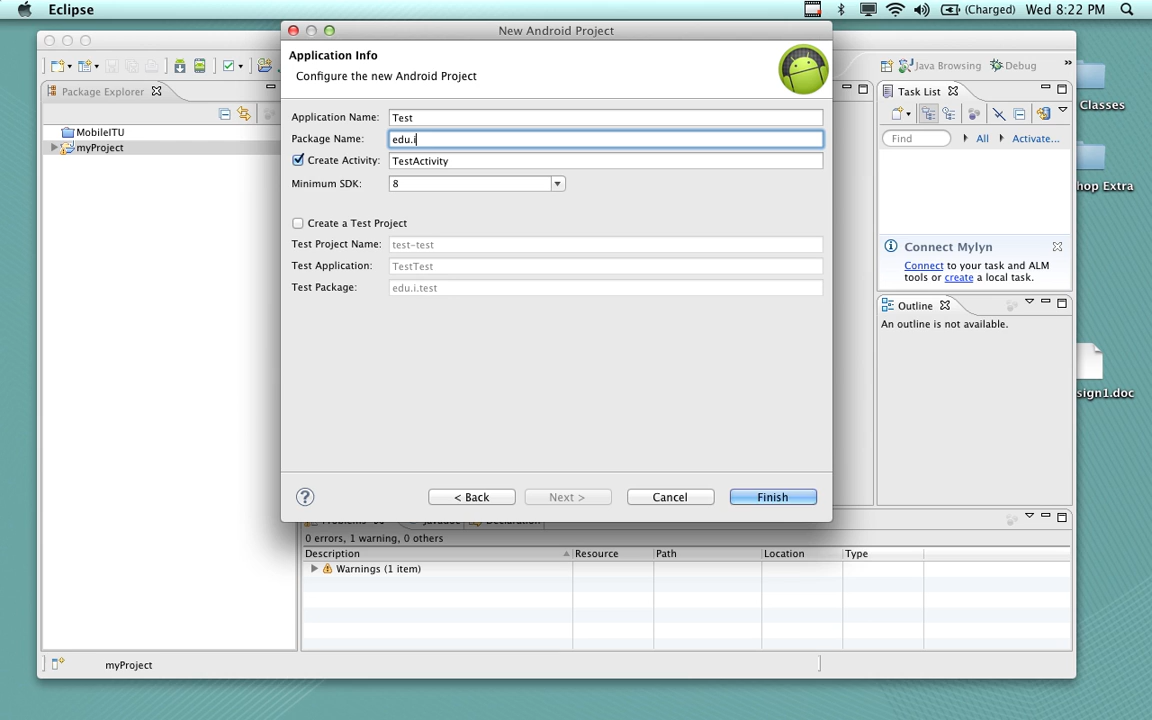 Eclipse
(Charged) Wed 8:22 PM
New Android Project
Application Info
Configure the new Android Project
Application Name: Test
Package Name: edu.i
Create Activity: TestActivity
Minimum SDK: 8
Create a Test Project
Test Project Name: test-test
Test Application: TestTest
Test Package: edu.i.test
< Back Next > Cancel Finish
Package Explorer
MobileITU
myProject
Java Browsing Debug
Task List
Find All Activate...
Connect Mylyn
Connect to your task and ALM
tools or create a local task.
Outline
An outline is not available.
Classes
hop Extra
sign1.doc
0 errors, 1 warning, 0 others
Description Resource Path Location Type
Warnings (1 item)
myProject